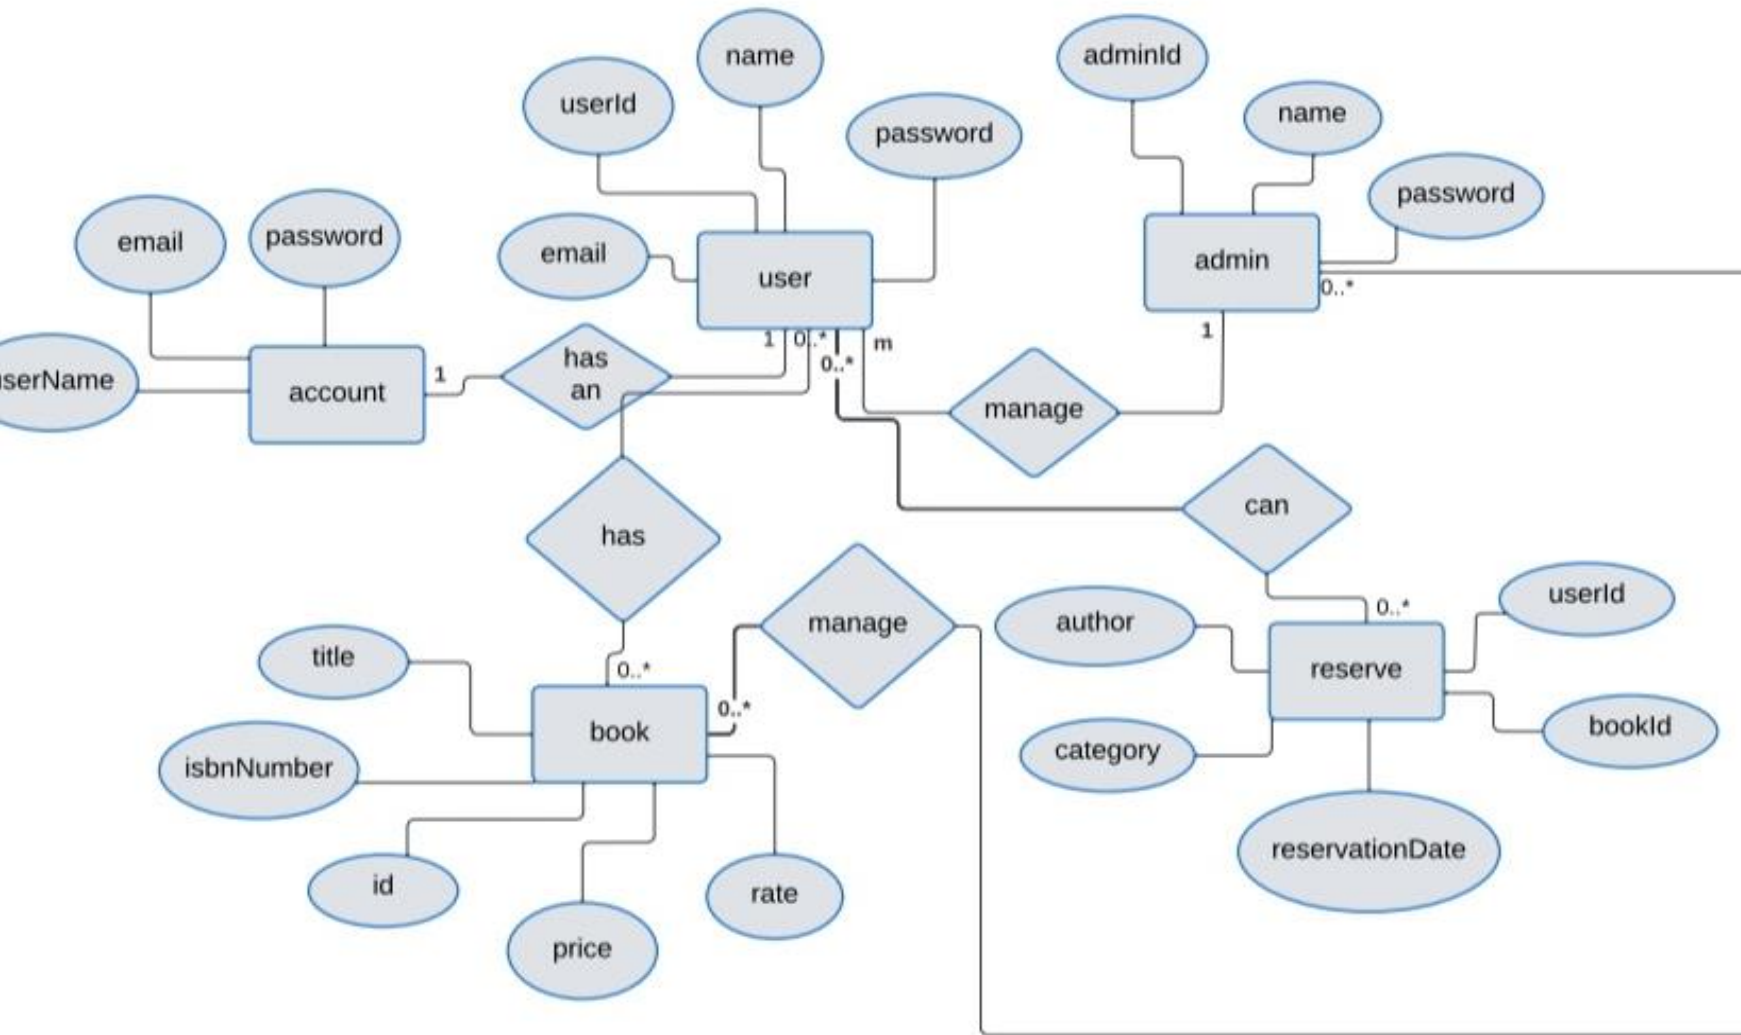 name
adminId
userId
name
password
password
email
password
email
user
admin
0..*
1
0..*
m
1
0..*
has
an
1
serName
account
manage
can
has
userId
author
0..*
manage
title
0..*
reserve
0..*
book
bookId
category
isbnNumber
reservationDate
id
rate
price